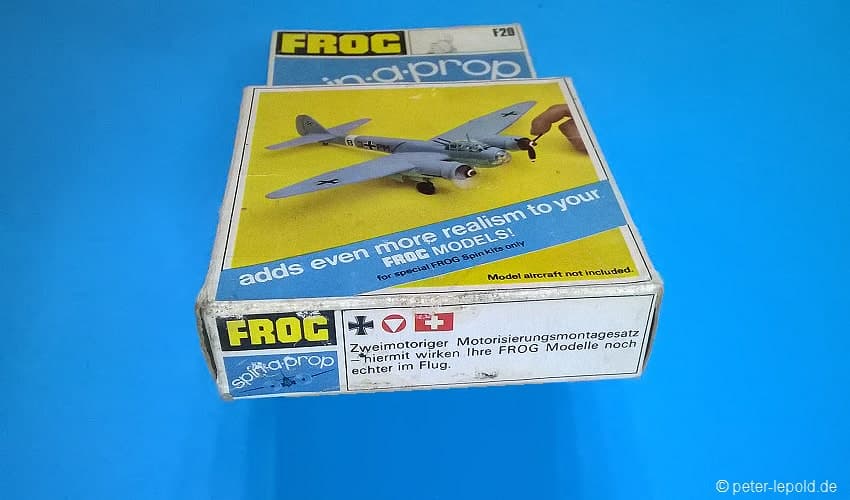 FROG
F20
in·a·prop
adds even more realism to your
FROG MODELS!
for special FROG Spin kits only
Model aircraft not included.
FROG
spin·a·prop
Zweimotoriger Motorisierungsmontagesatz
– hiermit wirken Ihre FROG Modelle noch
echter im Flug.
© peter-lepold.de